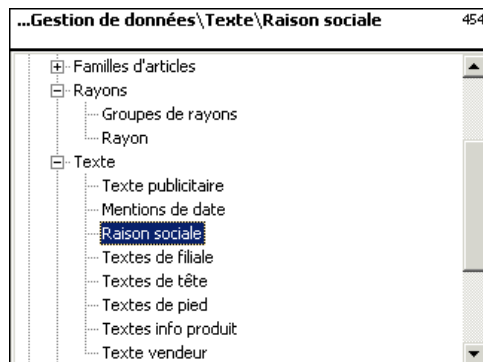 ...Gestion de données\Texte\Raison sociale 454
Familles d'articles
Rayons
Groupes de rayons
Rayon
Texte
Texte publicitaire
Mentions de date
Raison sociale
Textes de filiale
Textes de tête
Textes de pied
Textes info produit
Texte vendeur